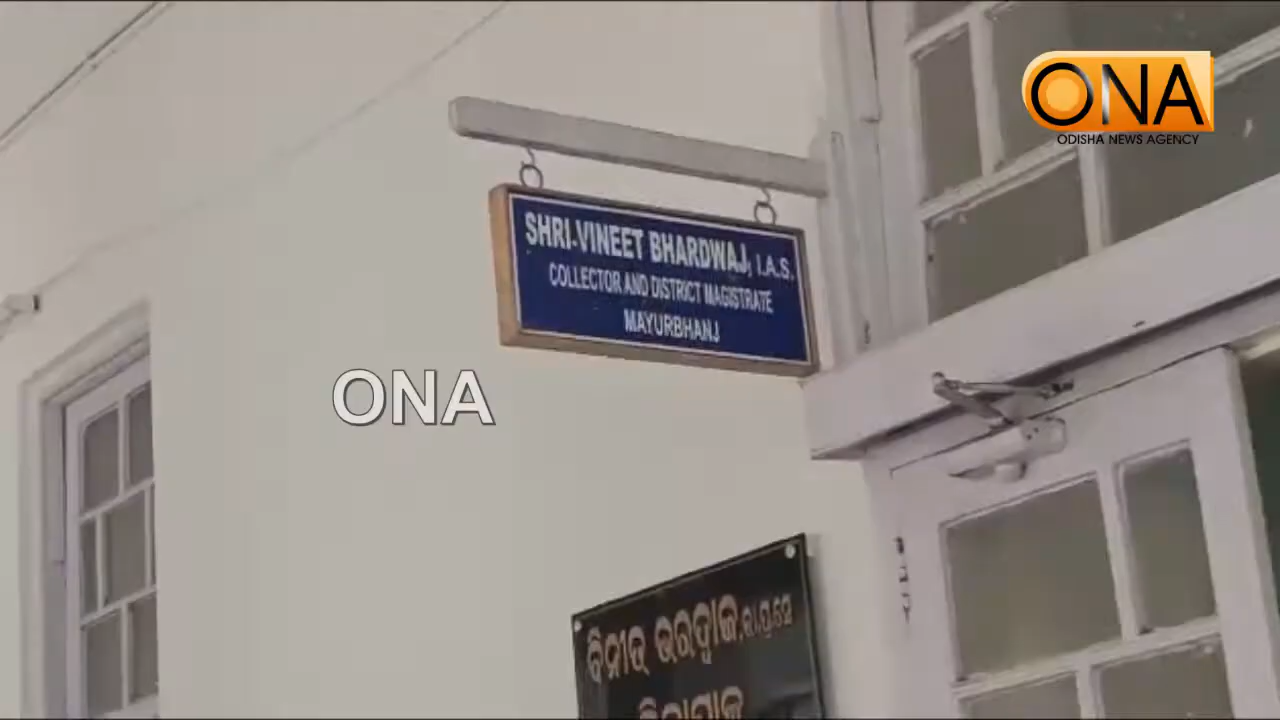 ONA
ODISHA NEWS AGENCY
SHRI-VINEET BHARDWAJ, I.A.S.
COLLECTOR AND DISTRICT MAGISTRATE
MAYURBHANJ
ONA
ବିନୀତ ଭରଦ୍ୱାଜ,ଭା.ପ୍ର.ସେ
ଜିଲ୍ଲାପାଳ